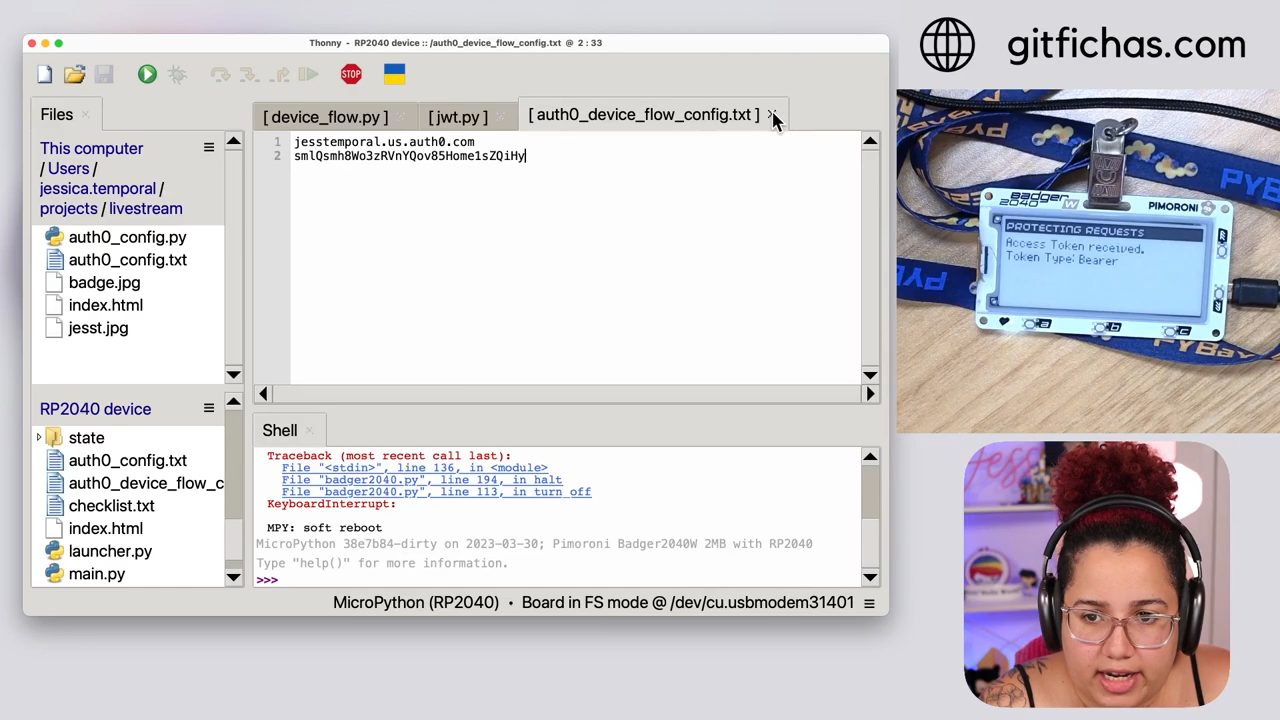 Thonny - RP2040 device :: /auth0_device_flow_config.txt @ 2 : 33
STOP
Files
This computer
/ Users /
jessica.temporal /
projects / livestream
auth0_config.py
auth0_config.txt
badge.jpg
index.html
jesst.jpg
RP2040 device
state
auth0_config.txt
auth0_device_flow_c
checklist.txt
index.html
launcher.py
main.py
[ device_flow.py ]
[ jwt.py ]
[ auth0_device_flow_config.txt ]
1 jesstemporal.us.auth0.com
2 smlQsmh8Wo3zRVnYQov85Home1sZQiHy
Shell
Traceback (most recent call last):
File "<stdin>", line 136, in <module>
File "badger2040.py", line 194, in halt
File "badger2040.py", line 113, in turn_off
KeyboardInterrupt:
MPY: soft reboot
MicroPython 38e7b84-dirty on 2023-03-30; Pimoroni Badger2040W 2MB with RP2040
Type "help()" for more information.
>>>
MicroPython (RP2040) • Board in FS mode @ /dev/cu.usbmodem31401
gitfichas.com
Badger
2040 W
PIMORONI
PROTECTING REQUESTS
Access Token received.
Token Type: Bearer
a
b
c
PYBay